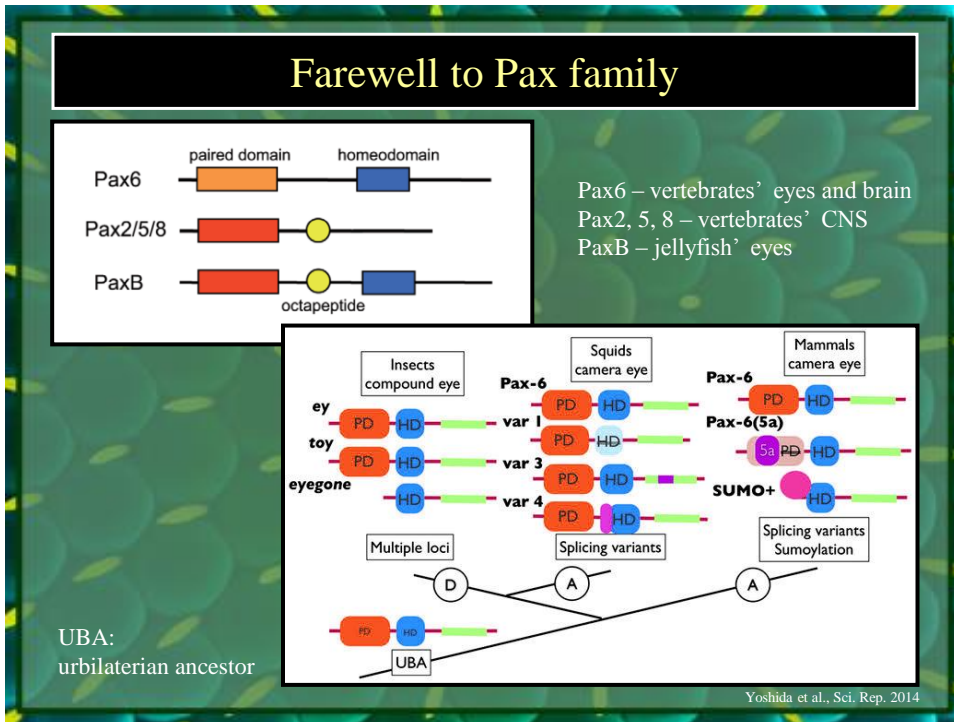 Farewell to Pax family
paired domain homeodomain
Pax6
Pax2/5/8
PaxB
octapeptide
Pax6 – vertebrates’ eyes and brain
Pax2, 5, 8 – vertebrates’ CNS
PaxB – jellyfish’ eyes
Insects
compound eye
ey
PD HD
toy
PD HD
eyegone
HD
Multiple loci
Squids
camera eye
Pax-6
PD HD
var 1
PD HD
var 3
PD HD
var 4
PD HD
Splicing variants
Mammals
camera eye
Pax-6
PD HD
Pax-6(5a)
5a PD HD
SUMO+
HD
Splicing variants
Sumoylation
D A A
PD HD
UBA
UBA:
urbilaterian ancestor
Yoshida et al., Sci. Rep. 2014